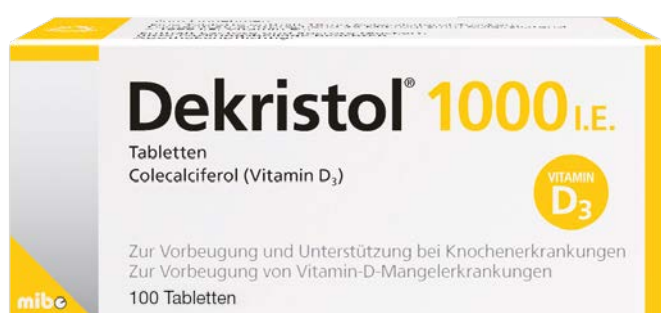 Dekristol® 1000 I.E.
Tabletten
Colecalciferol (Vitamin D₃)
VITAMIN
D₃
Zur Vorbeugung und Unterstützung bei Knochenerkrankungen
Zur Vorbeugung von Vitamin-D-Mangelerkrankungen
100 Tabletten
mibe